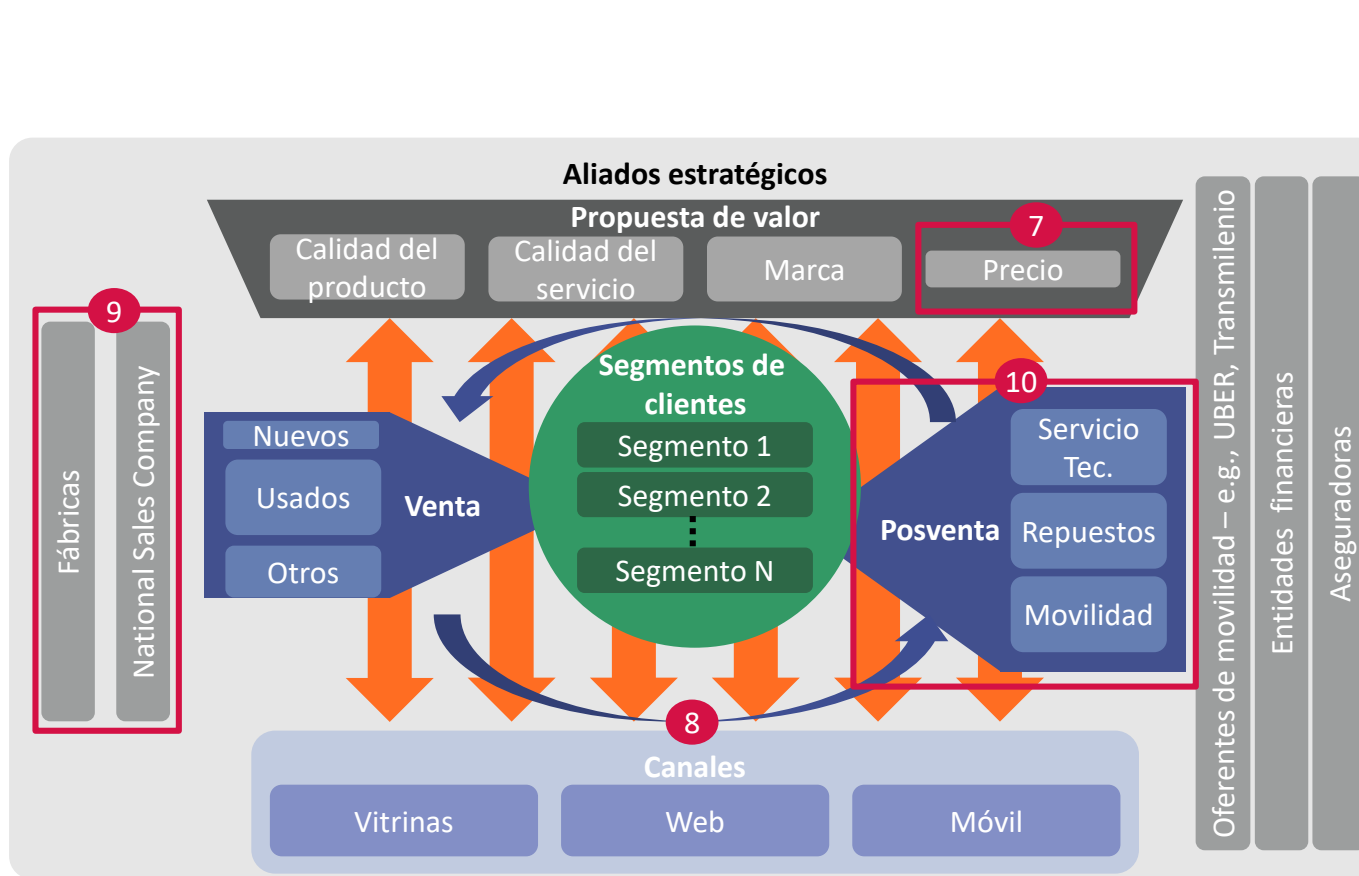 Aliados estratégicos
Propuesta de valor
Calidad del
producto
Calidad del
servicio
Marca
7
Precio
9
Fábricas
National Sales Company
Nuevos
Usados
Otros
Venta
Segmentos de
clientes
Segmento 1
Segmento 2
Segmento N
10
Posventa
Servicio
Tec.
Repuestos
Movilidad
8
Canales
Vitrinas
Web
Móvil
Oferentes de movilidad – e.g., UBER, Transmilenio
Entidades financieras
Aseguradoras